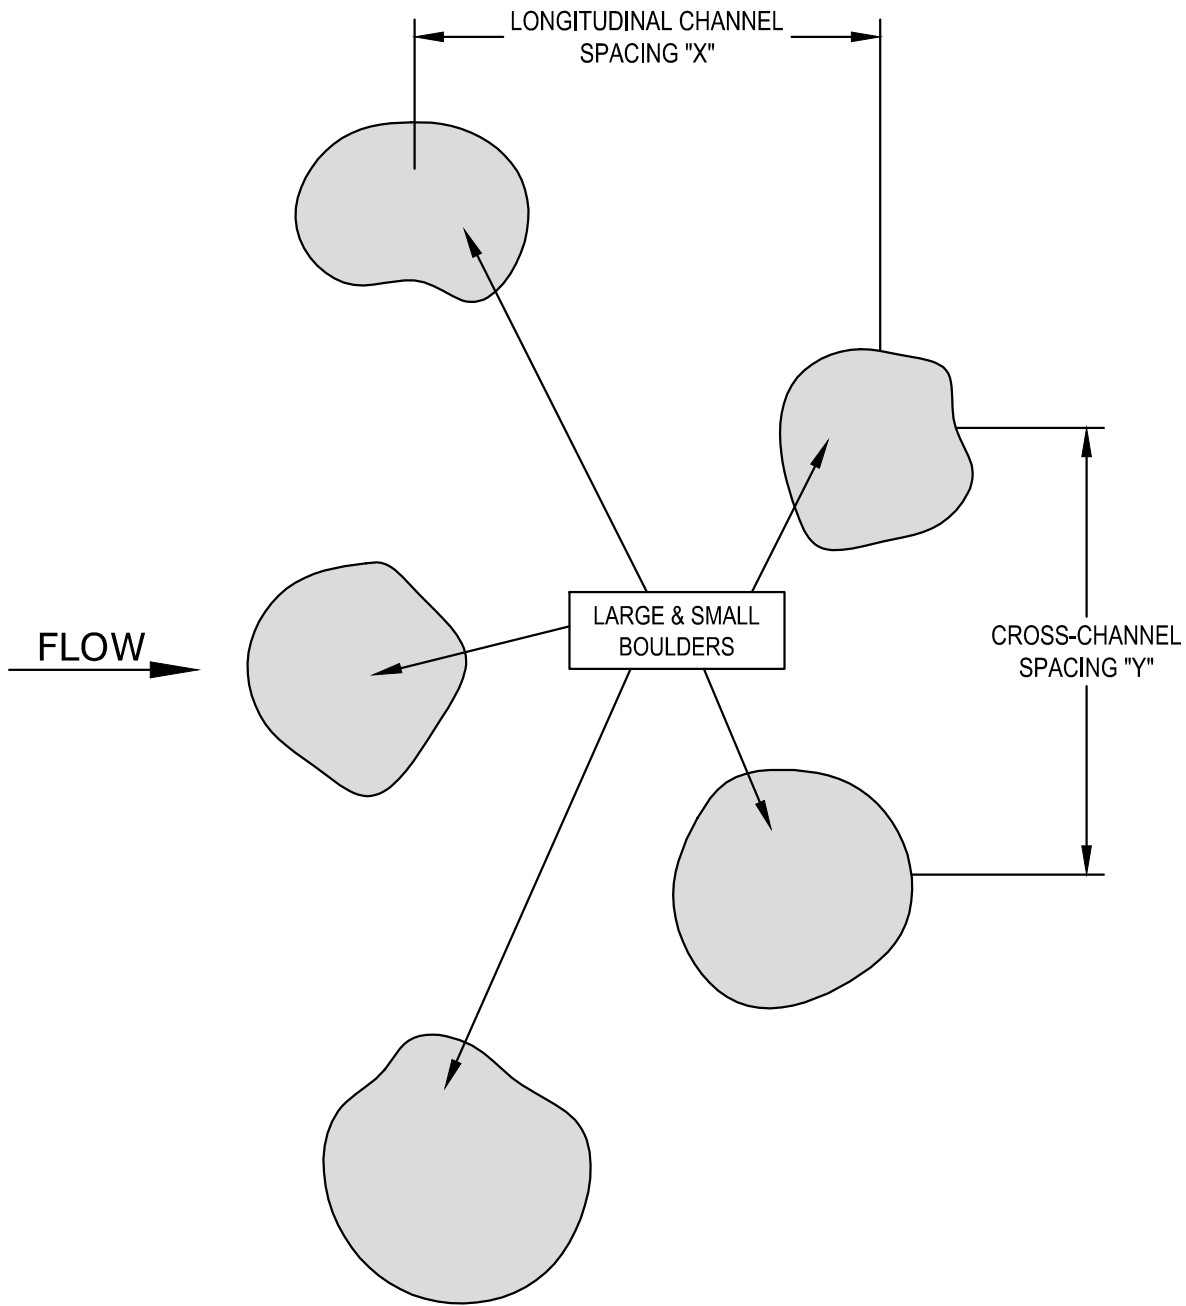 LONGITUDINAL CHANNEL
SPACING "X"
LARGE & SMALL
BOULDERS
FLOW
CROSS-CHANNEL
SPACING "Y"